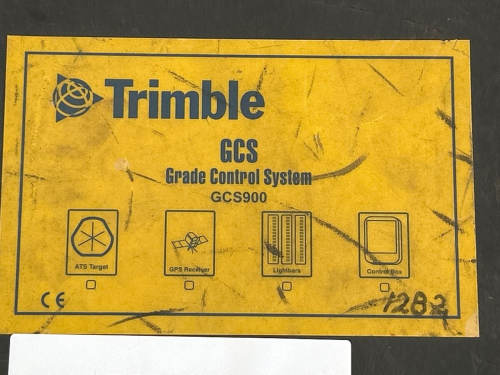 Trimble
GCS
Grade Control System
GCS900
ATS Target
GPS Receiver
Lightbars
Control Box
CE
1282